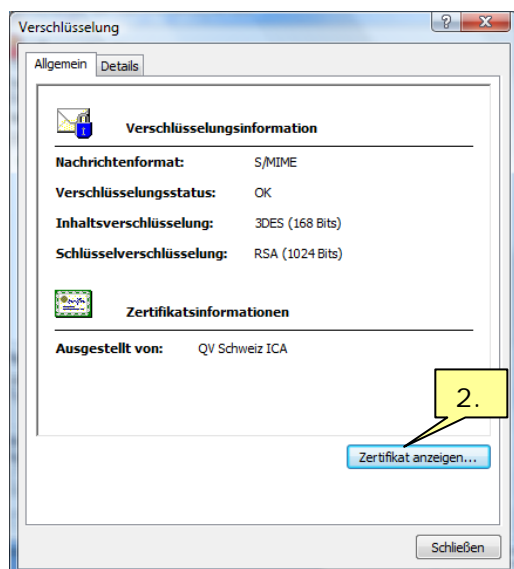 Verschlüsselung
Allgemein Details
Verschlüsselungsinformation
Nachrichtenformat: S/MIME
Verschlüsselungsstatus: OK
Inhaltsverschlüsselung: 3DES (168 Bits)
Schlüsselverschlüsselung: RSA (1024 Bits)
Zertifikatsinformationen
Ausgestellt von: QV Schweiz ICA
2.
Zertifikat anzeigen...
Schließen